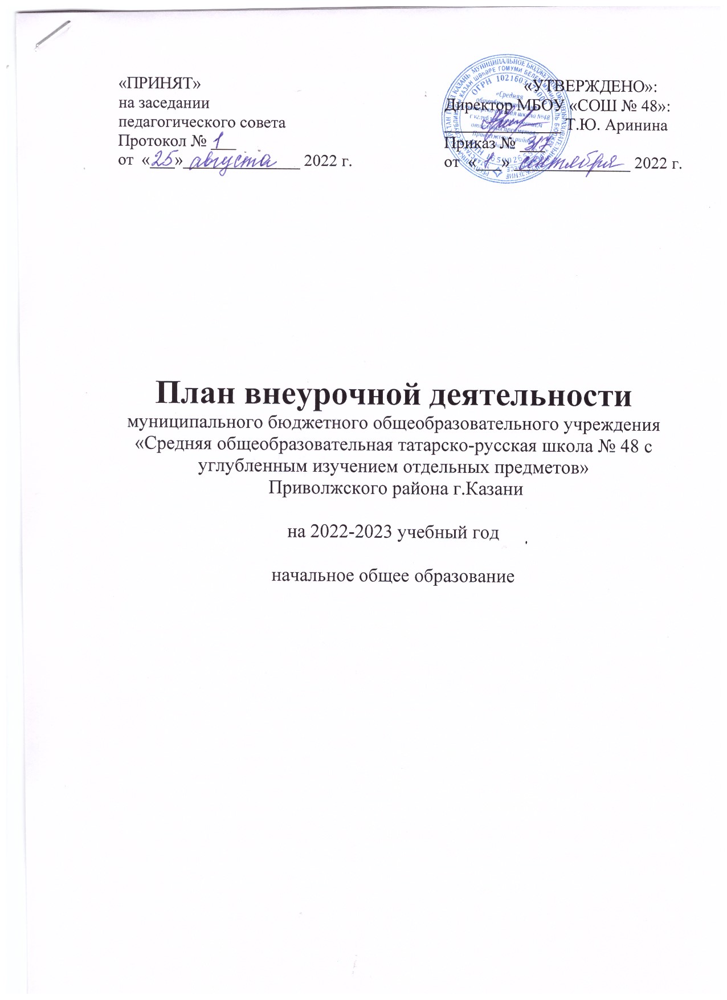 «ПРИНЯТ»
на заседании
педагогического совета
Протокол № 1
от «25» августа 2022 г.
«УТВЕРЖДЕНО»:
Директор МБОУ «СОШ № 48»:
Т.Ю. Аринина
Приказ № 317
от «1» сентября 2022 г.
План внеурочной деятельности
муниципального бюджетного общеобразовательного учреждения
«Средняя общеобразовательная татарско-русская школа № 48 с
углубленным изучением отдельных предметов»
Приволжского района г.Казани
на 2022-2023 учебный год
начальное общее образование